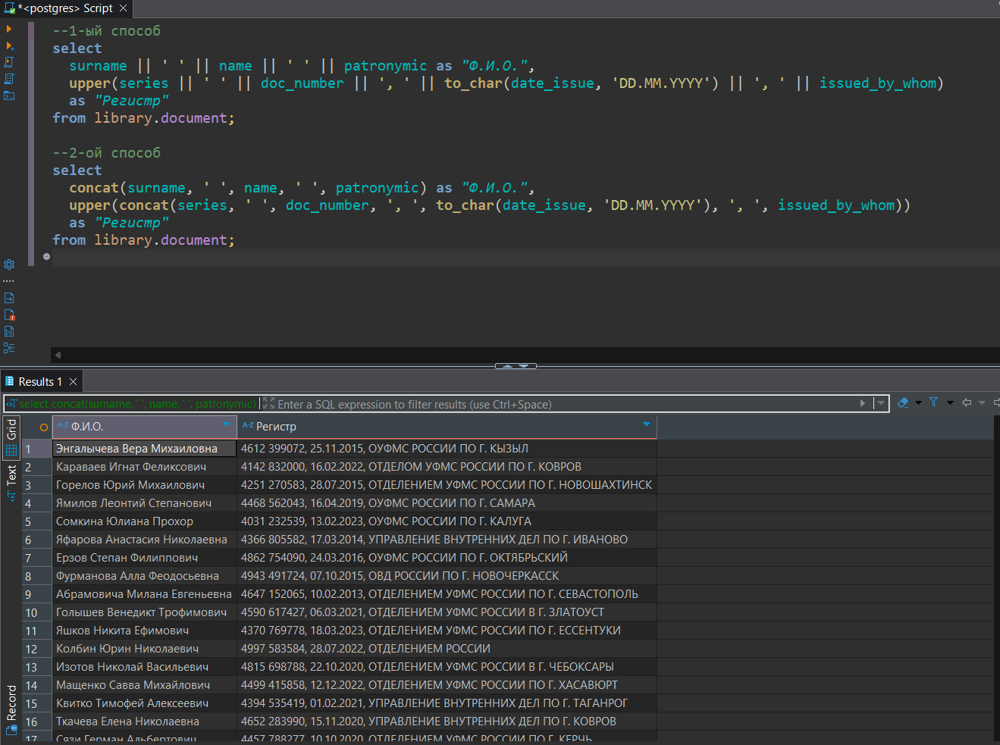 *<postgres> Script
--1-ый способ
select
surname || ' ' || name || ' ' || patronymic as "Ф.И.О.",
upper(series || ' ' || doc_number || ', ' || to_char(date_issue, 'DD.MM.YYYY') || ', ' || issued_by_whom)
as "Регистр"
from library.document;
--2-ой способ
select
concat(surname, ' ', name, ' ', patronymic) as "Ф.И.О.",
upper(concat(series, ' ', doc_number, ', ', to_char(date_issue, 'DD.MM.YYYY'), ', ', issued_by_whom))
as "Регистр"
from library.document;
Results 1
select concat(surname, ' ', name, ' ', patronymic)
Enter a SQL expression to filter results (use Ctrl+Space)
Grid
Text
Record
A-Z Ф.И.О. A-Z Регистр
1 Энгалычева Вера Михаиловна 4612 399072, 25.11.2015, ОУФМС РОССИИ ПО Г. КЫЗЫЛ
2 Караваев Игнат Феликсович 4142 832000, 16.02.2022, ОТДЕЛОМ УФМС РОССИИ ПО Г. КОВРОВ
3 Горелов Юрий Михаилович 4251 270583, 28.07.2015, ОТДЕЛЕНИЕМ УФМС РОССИИ ПО Г. НОВОШАХТИНСК
4 Ямилов Леонтий Степанович 4468 562043, 16.04.2019, ОУФМС РОССИИ ПО Г. САМАРА
5 Сомкина Юлиана Прохор 4031 232539, 13.02.2023, ОУФМС РОССИИ ПО Г. КАЛУГА
6 Яфарова Анастасия Николаевна 4366 805582, 17.03.2014, УПРАВЛЕНИЕ ВНУТРЕННИХ ДЕЛ ПО Г. ИВАНОВО
7 Ерзов Степан Филиппович 4862 754090, 24.03.2016, ОУФМС РОССИИ ПО Г. ОКТЯБРЬСКИЙ
8 Фурманова Алла Феодосьевна 4943 491724, 07.10.2015, ОВД РОССИИ ПО Г. НОВОЧЕРКАССК
9 Абрамовича Милана Евгеньевна 4647 152065, 10.02.2013, ОТДЕЛЕНИЕМ УФМС РОССИИ ПО Г. СЕВАСТОПОЛЬ
10 Голышев Венедикт Трофимович 4590 617427, 06.03.2021, ОТДЕЛЕНИЕМ УФМС РОССИИ В Г. ЗЛАТОУСТ
11 Яшков Никита Ефимович 4370 769778, 18.03.2023, ОТДЕЛЕНИЕМ УФМС РОССИИ ПО Г. ЕССЕНТУКИ
12 Колбин Юрин Николаевич 4997 583584, 28.07.2022, ОТДЕЛЕНИЕМ РОССИИ
13 Изотов Николай Васильевич 4815 698788, 22.10.2020, ОТДЕЛЕНИЕМ УФМС РОССИИ В Г. ЧЕБОКСАРЫ
14 Мащенко Савва Михайлович 4499 415858, 12.12.2022, ОТДЕЛЕНИЕМ УФМС РОССИИ ПО Г. ХАСАВЮРТ
15 Квитко Тимофей Алексеевич 4394 535419, 01.02.2021, УПРАВЛЕНИЕ ВНУТРЕННИХ ДЕЛ ПО Г. ТАГАНРОГ
16 Ткачева Елена Николаевна 4652 283990, 15.11.2020, УПРАВЛЕНИЕ ВНУТРЕННИХ ДЕЛ ПО Г. КОВРОВ
17 Сязи Герман Альбертович 4457 788277, 10.10.2020, ОТДЕЛЕНИЕМ УФМС РОССИИ ПО Г. КЕРЧЬ